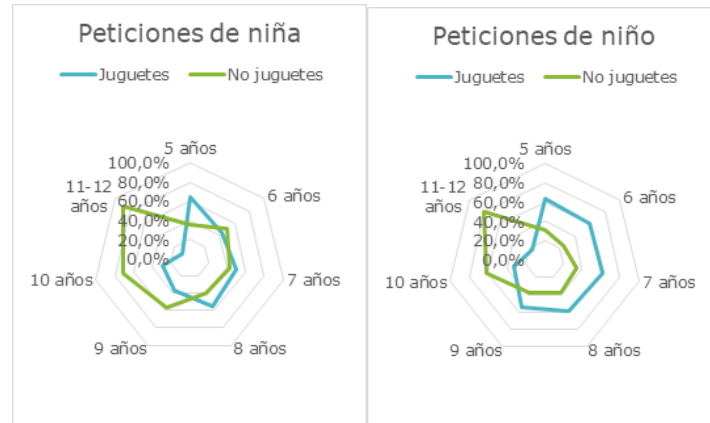 Peticiones de niña
Juguetes No juguetes
5 años
100,0%
80,0%
60,0%
40,0%
20,0%
0,0%
6 años
7 años
8 años
9 años
10 años
11-12
años
Peticiones de niño
Juguetes No juguetes
5 años
100,0%
80,0%
60,0%
40,0%
20,0%
0,0%
6 años
7 años
8 años
9 años
10 años
11-12
años